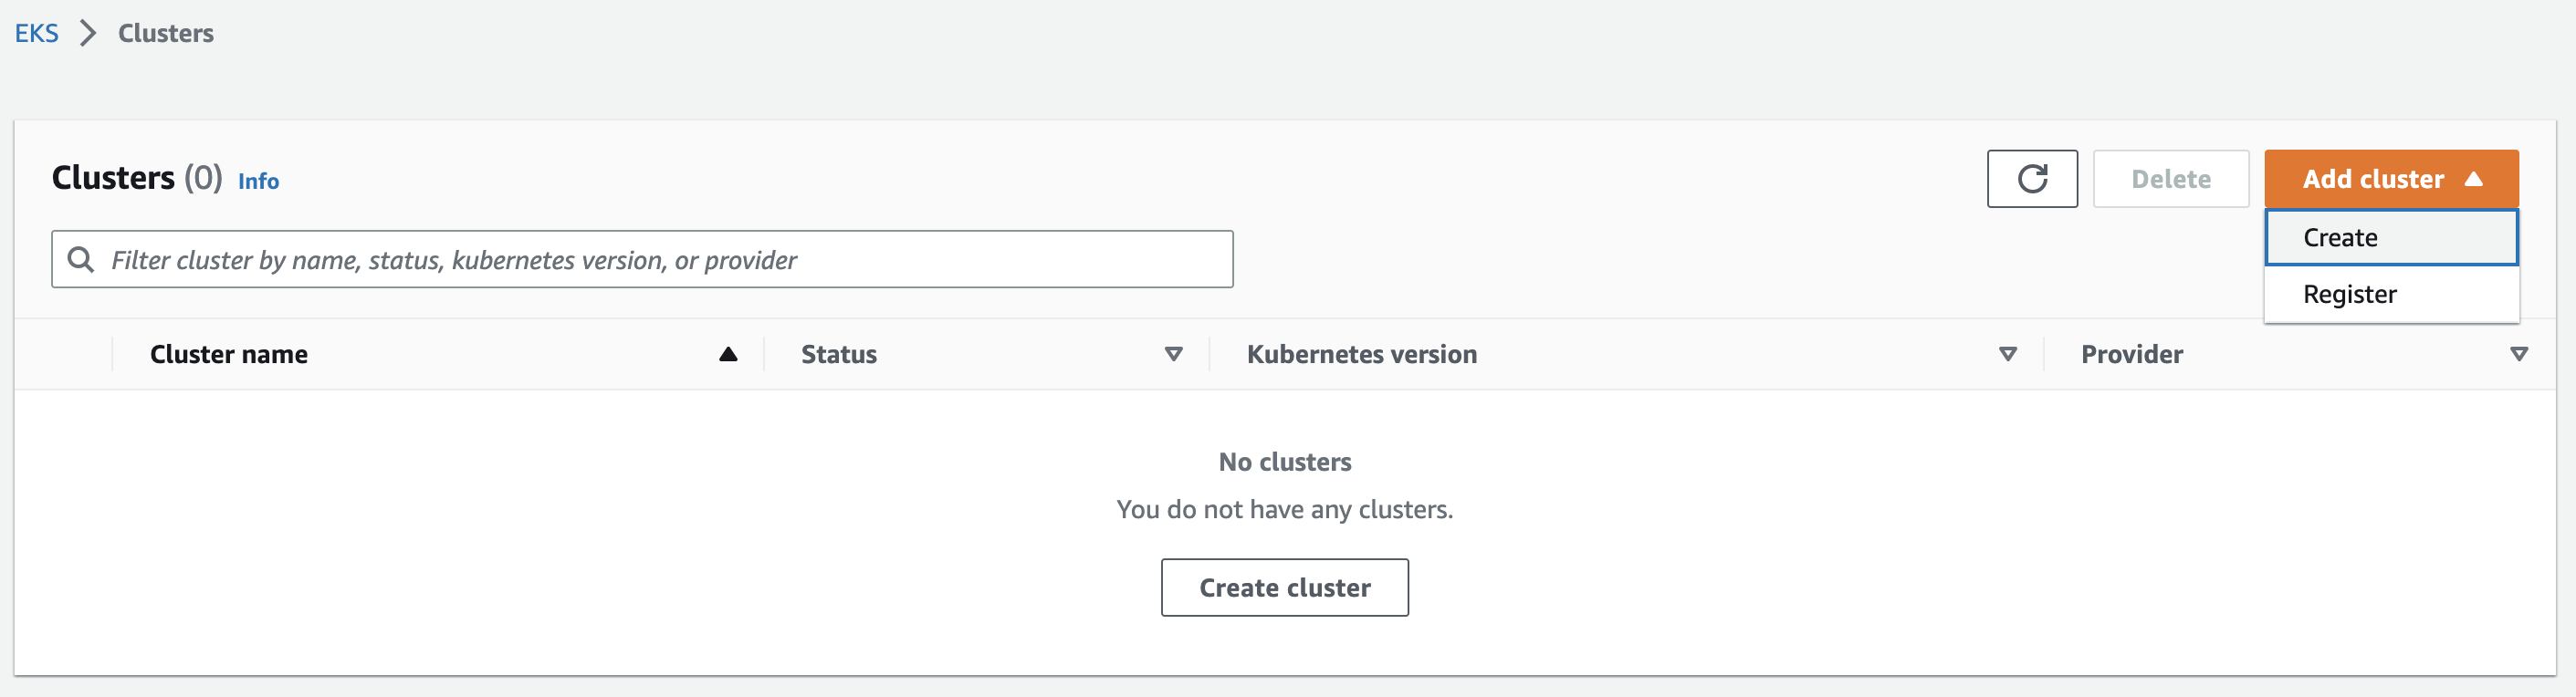 EKS > Clusters
Clusters (0) Info
Delete
Add cluster
Create
Register
Filter cluster by name, status, kubernetes version, or provider
Cluster name Status Kubernetes version Provider
No clusters
You do not have any clusters.
Create cluster